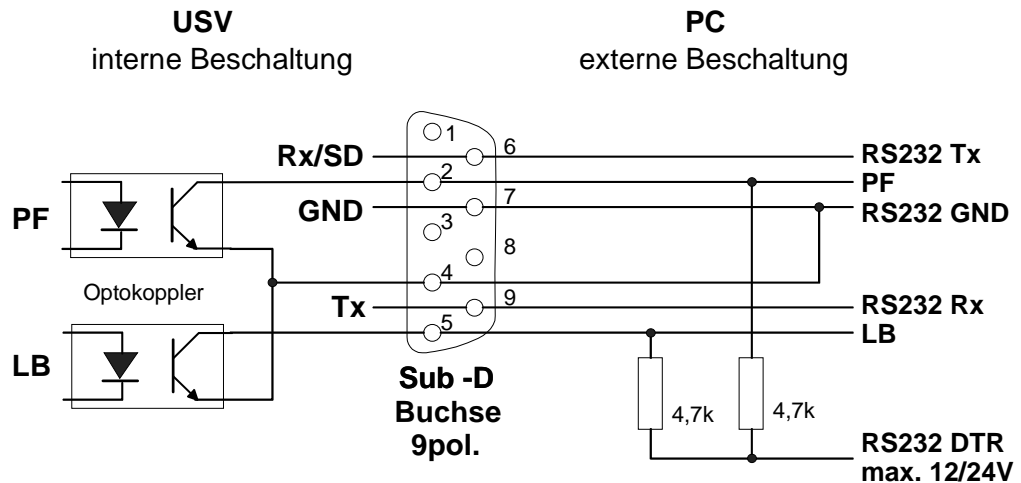 USV
interne Beschaltung
PC
externe Beschaltung
1
Rx/SD
6
RS232 Tx
2
PF
PF
GND
7
RS232 GND
3
8
Optokoppler
4
Tx
9
RS232 Rx
5
LB
LB
Sub -D
Buchse
9pol.
4,7k
4,7k
RS232 DTR
max. 12/24V